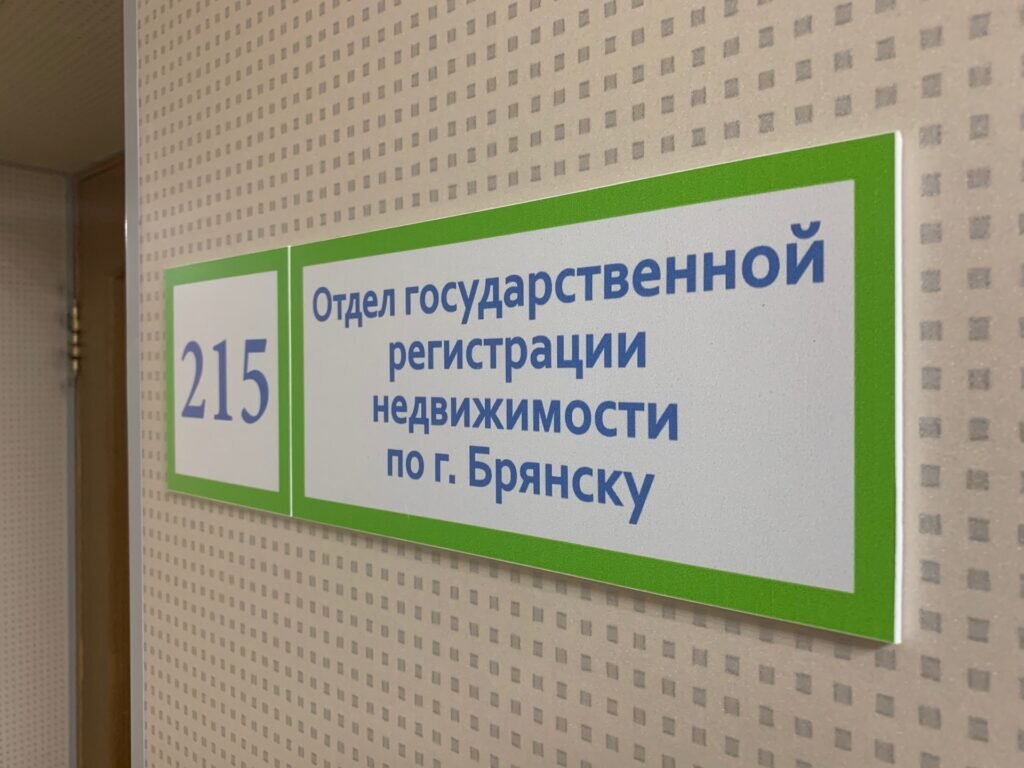 215
Отдел государственной
регистрации
недвижимости
по г. Брянску